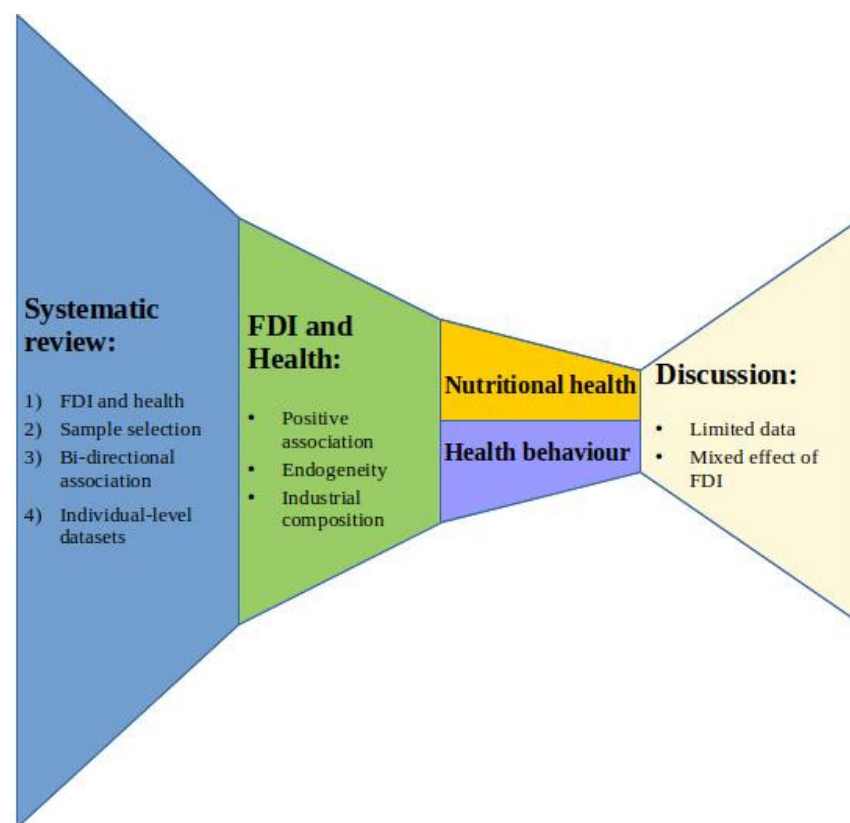 Systematic
review:
1) FDI and health
2) Sample selection
3) Bi-directional
association
4) Individual-level
datasets
FDI and
Health:
• Positive
association
• Endogeneity
• Industrial
composition
Nutritional health
Health behaviour
Discussion:
• Limited data
• Mixed effect of
FDI